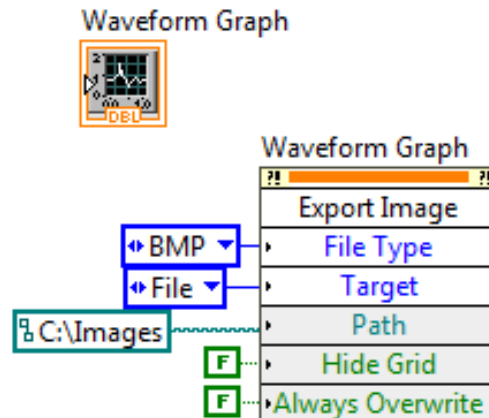 Waveform Graph
DBL
Waveform Graph
?! ?!
Export Image
BMP File Type
File Target
C:\Images Path
F Hide Grid
F Always Overwrite